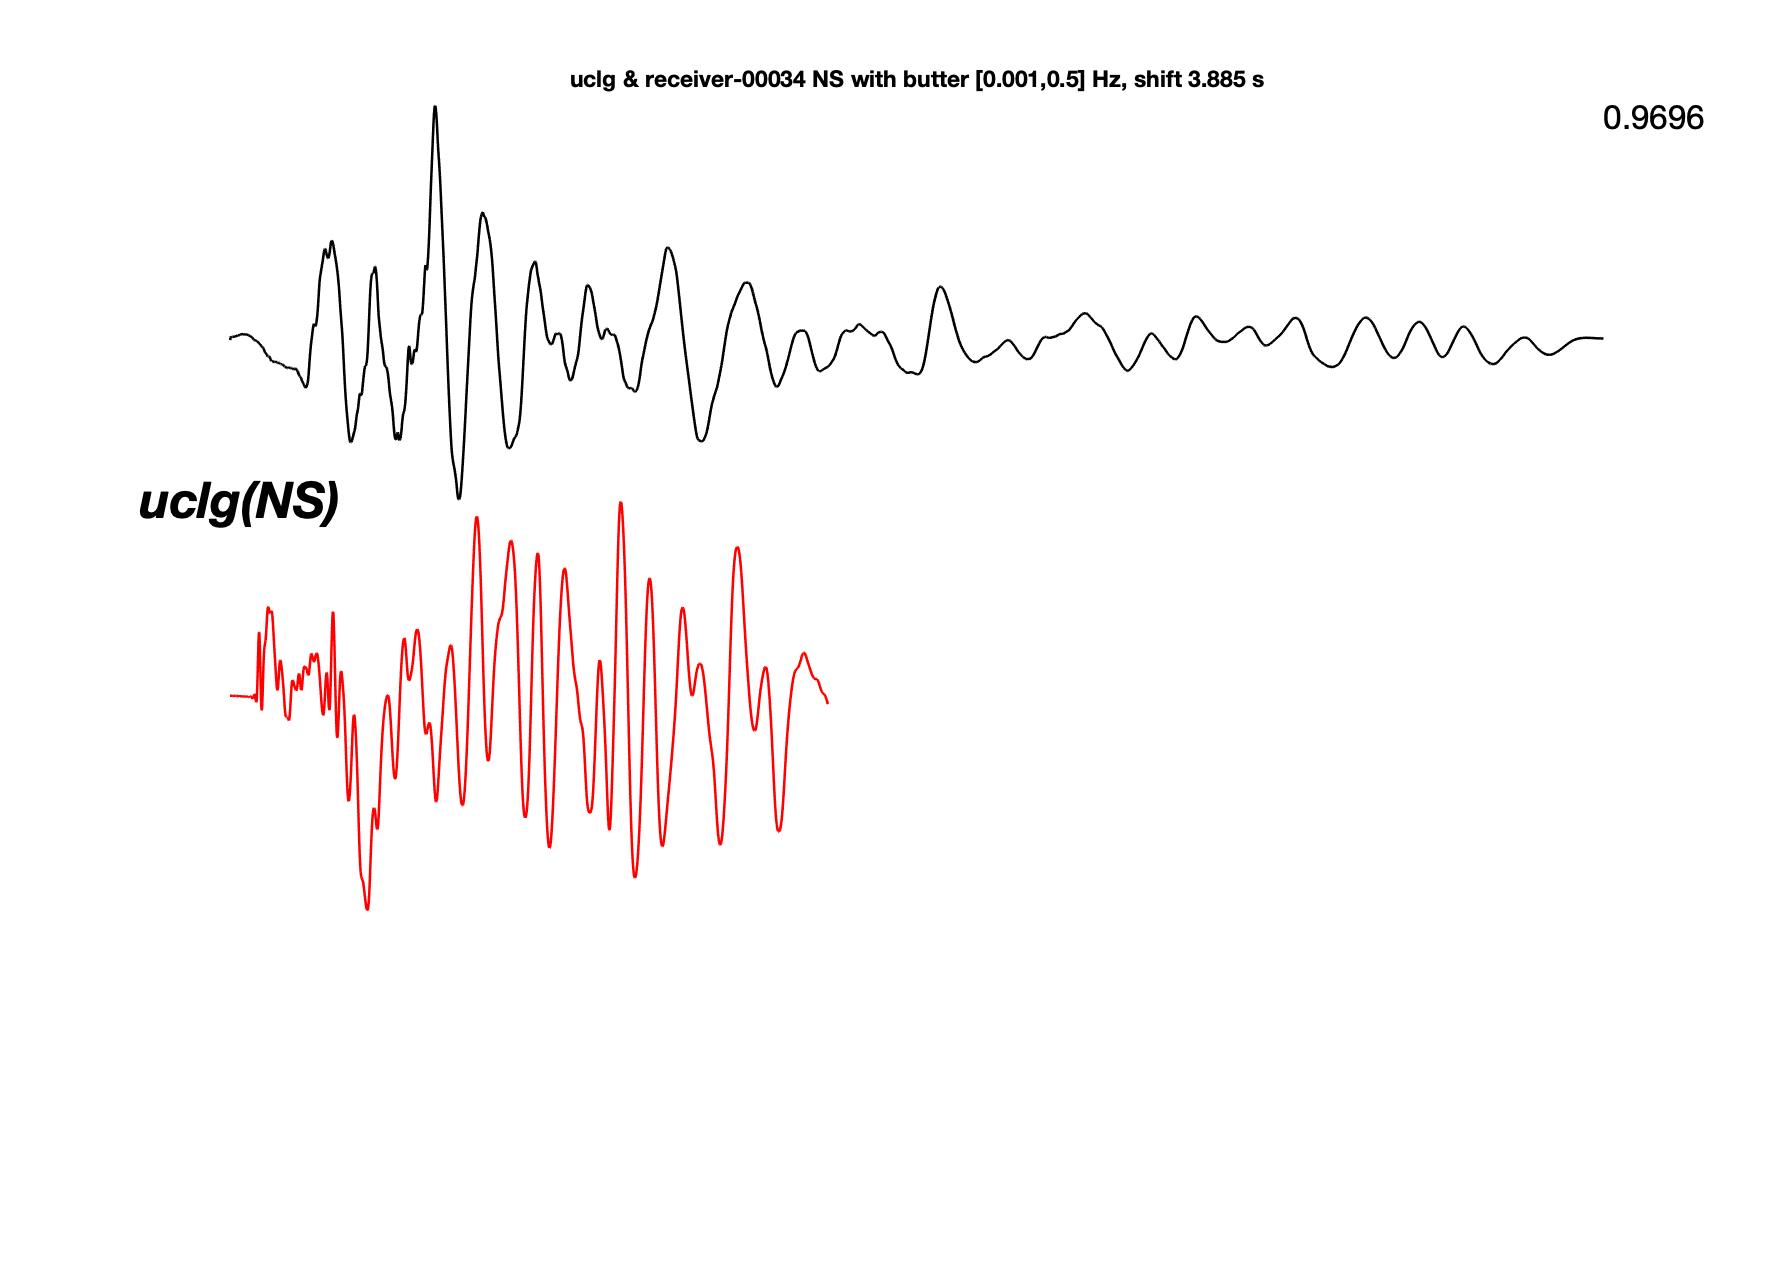 uclg & receiver-00034 NS with butter [0.001,0.5] Hz, shift 3.885 s
0.9696
uclg(NS)